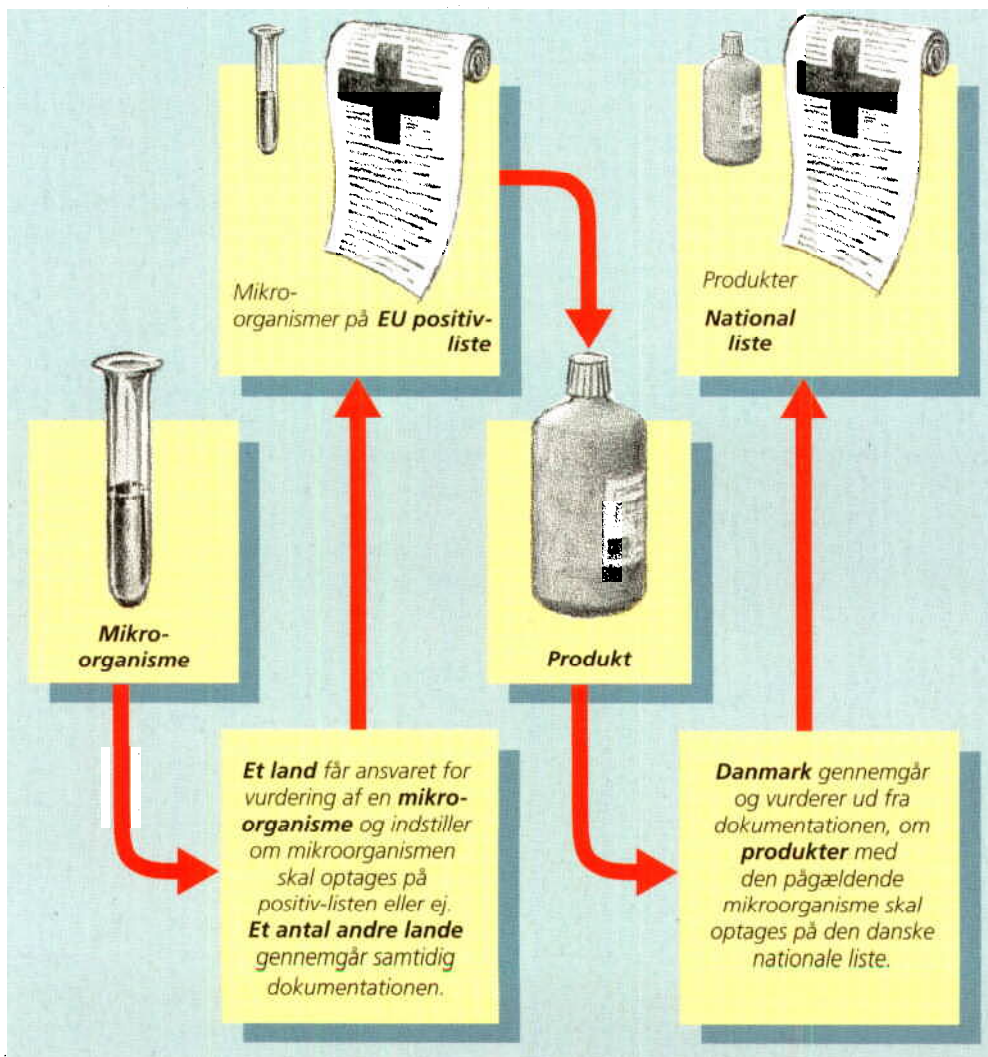 Mikro-
organisme
Et land får ansvaret for
vurdering af en mikro-
organisme og indstiller
om mikroorganismen
skal optages på
positiv-listen eller ej.
Et antal andre lande
gennemgår samtidig
dokumentationen.
Mikro-
organismer på EU positiv-
liste
Produkt
Danmark gennemgår
og vurderer ud fra
dokumentationen, om
produkter med
den pågældende
mikroorganisme skal
optages på den danske
nationale liste.
Produkter
National
liste